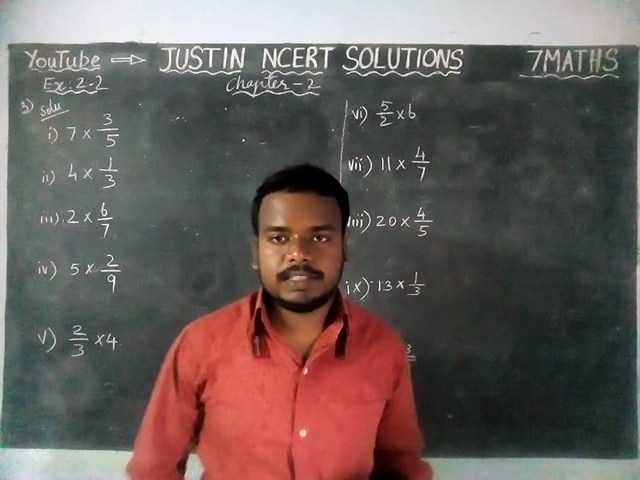 YouTube → JUSTIN NCERT SOLUTIONS 7MATHS
Ex: 2.2 Chapter - 2
3) Solu
i) 7 × 3/5
ii) 4 × 1/3
iii) 2 × 6/7
iv) 5 × 2/9
v) 2/3 × 4
vi) 5/2 × 6
vii) 11 × 4/7
viii) 20 × 4/5
ix) 13 × 1/3
3